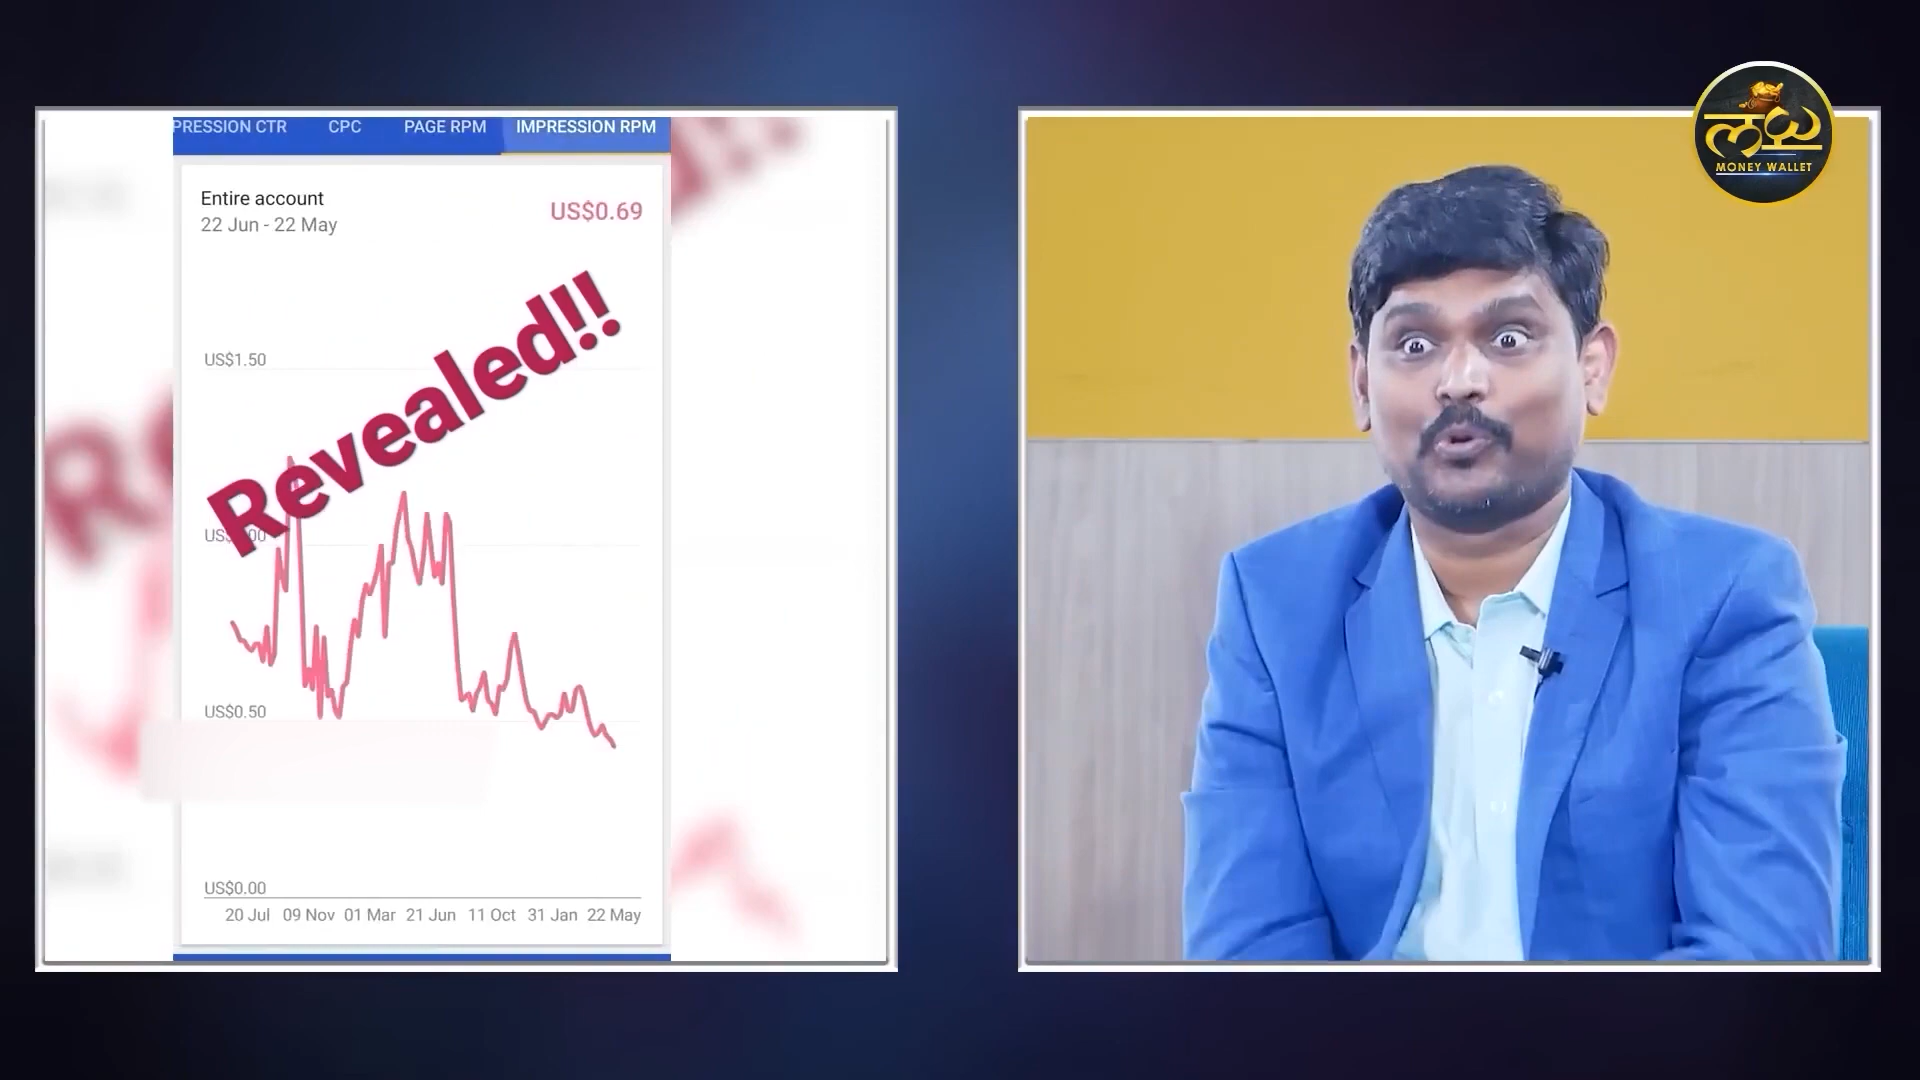 PRESSION CTR CPC PAGE RPM IMPRESSION RPM
Entire account
US$0.69
22 Jun - 22 May
Revealed!!
US$1.50
US$0.50
US$0.00
20 Jul 09 Nov 01 Mar 21 Jun 11 Oct 31 Jan 22 May
MONEY WALLET